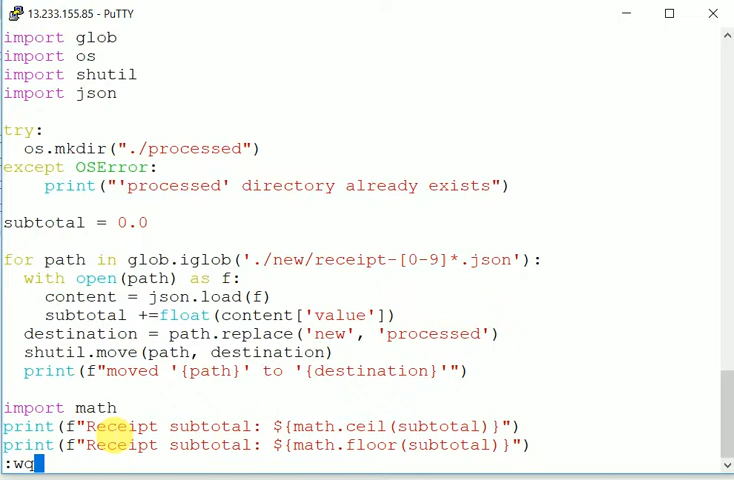 13.233.155.85 - PuTTY
import glob
import os
import shutil
import json
try:
  os.mkdir("./processed")
except OSError:
    print("'processed' directory already exists")
subtotal = 0.0
for path in glob.iglob('./new/receipt-[0-9]*.json'):
  with open(path) as f:
    content = json.load(f)
    subtotal +=float(content['value'])
  destination = path.replace('new', 'processed')
  shutil.move(path, destination)
  print(f"moved '{path}' to '{destination}'")
import math
print(f"Receipt subtotal: ${math.ceil(subtotal)}")
print(f"Receipt subtotal: ${math.floor(subtotal)}")
:wq